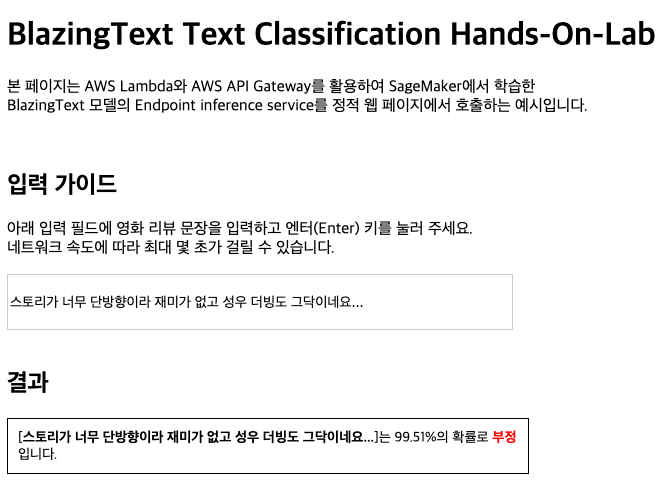 BlazingText Text Classification Hands-On-Lab
본 페이지는 AWS Lambda와 AWS API Gateway를 활용하여 SageMaker에서 학습한
BlazingText 모델의 Endpoint inference service를 정적 웹 페이지에서 호출하는 예시입니다.
입력 가이드
아래 입력 필드에 영화 리뷰 문장을 입력하고 엔터(Enter) 키를 눌러 주세요.
네트워크 속도에 따라 최대 몇 초가 걸릴 수 있습니다.
스토리가 너무 단방향이라 재미가 없고 성우 더빙도 그닥이네요...
결과
[스토리가 너무 단방향이라 재미가 없고 성우 더빙도 그닥이네요...]는 99.51%의 확률로 부정
입니다.